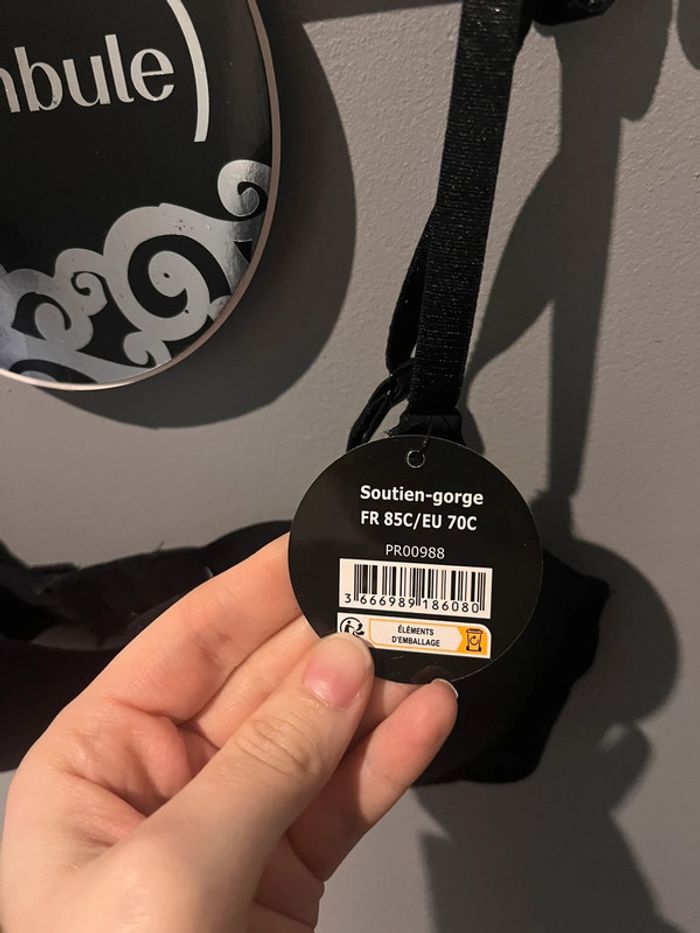 nbule)
Soutien-gorge
FR 85C/EU 70C
PR00988
3 666989 186080
ÉLÉMENTS
D'EMBALLAGE